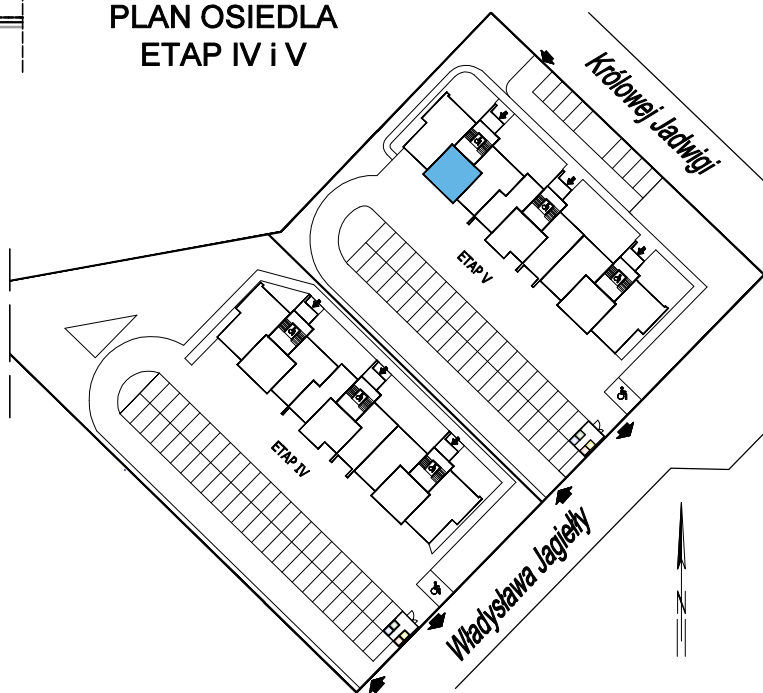 PLAN OSIEDLA
ETAP IV i V
Królowej Jadwigi
ETAP V
ETAP IV
Władysława Jagiełły
N